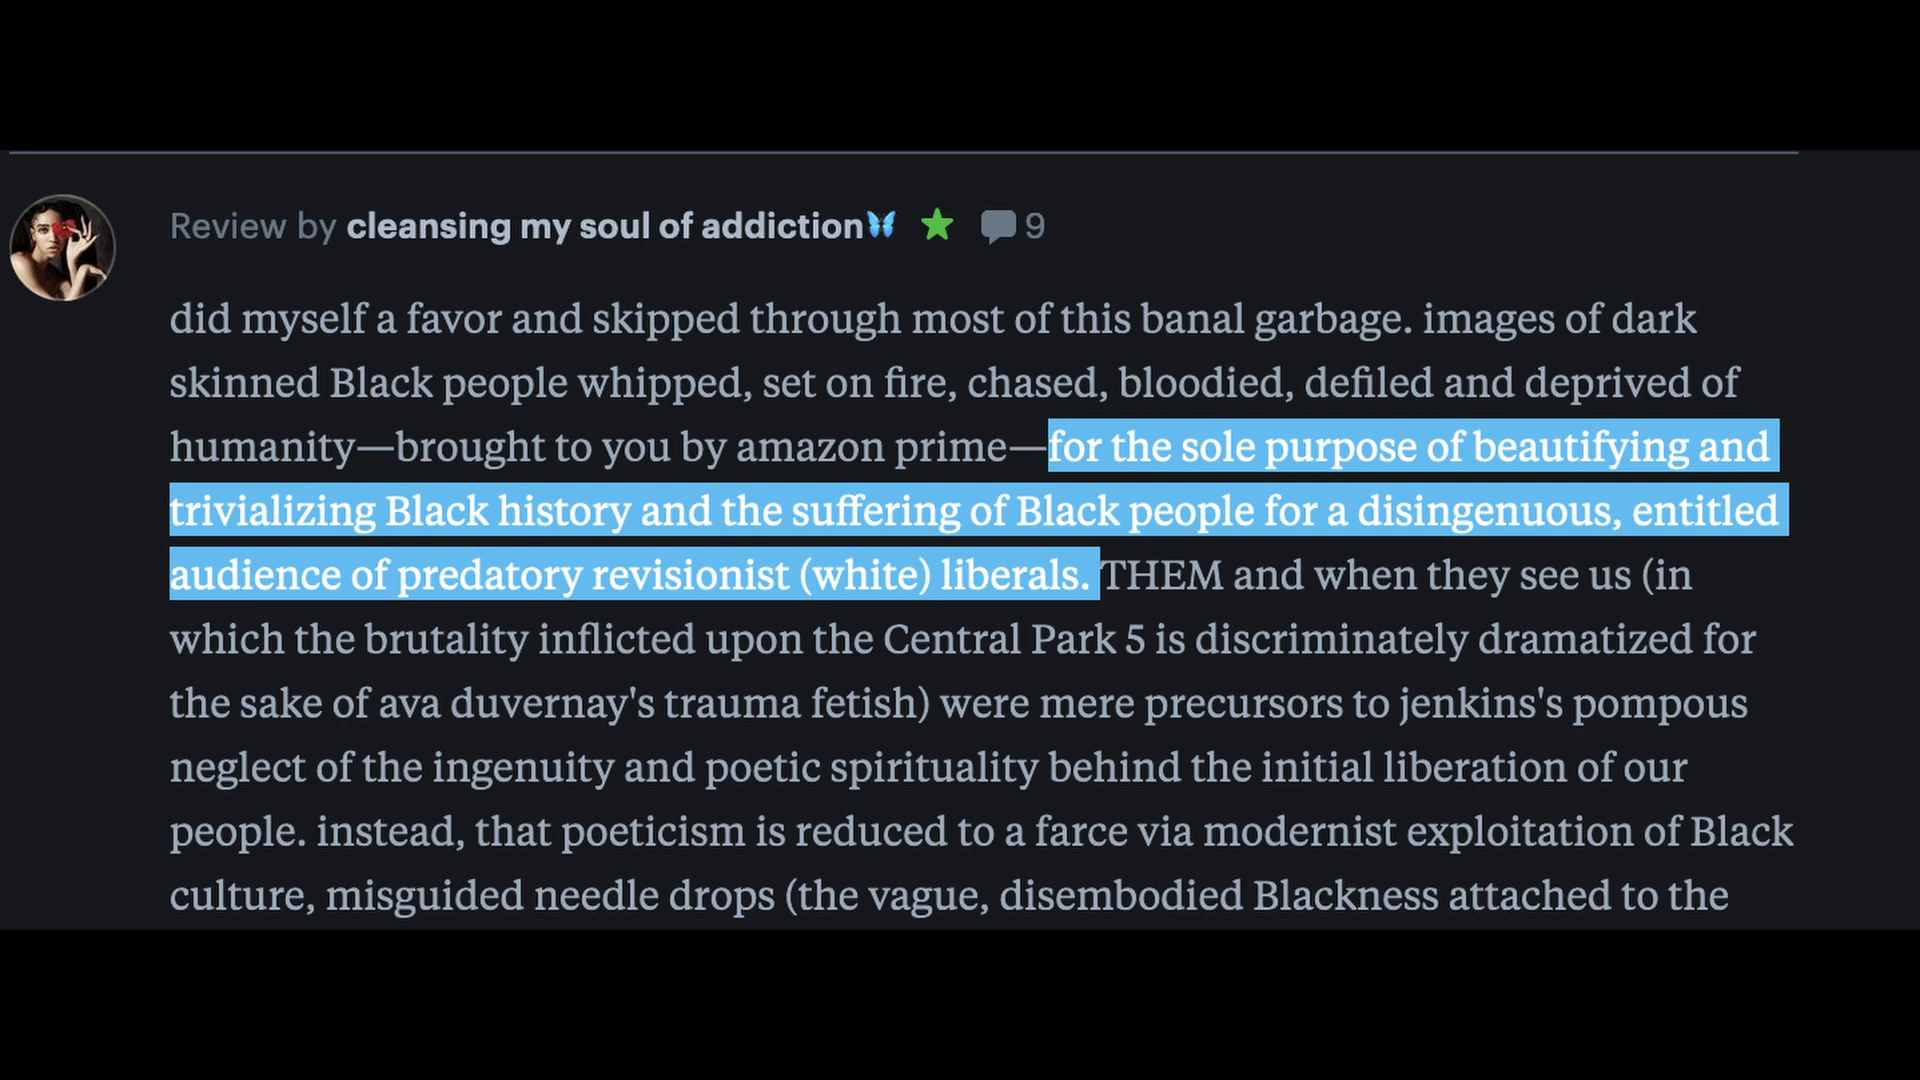 Review by cleansing my soul of addiction🦋 ★ 9
did myself a favor and skipped through most of this banal garbage. images of dark
skinned Black people whipped, set on fire, chased, bloodied, defiled and deprived of
humanity—brought to you by amazon prime—for the sole purpose of beautifying and
trivializing Black history and the suffering of Black people for a disingenuous, entitled
audience of predatory revisionist (white) liberals. THEM and when they see us (in
which the brutality inflicted upon the Central Park 5 is discriminately dramatized for
the sake of ava duvernay's trauma fetish) were mere precursors to jenkins's pompous
neglect of the ingenuity and poetic spirituality behind the initial liberation of our
people. instead, that poeticism is reduced to a farce via modernist exploitation of Black
culture, misguided needle drops (the vague, disembodied Blackness attached to the